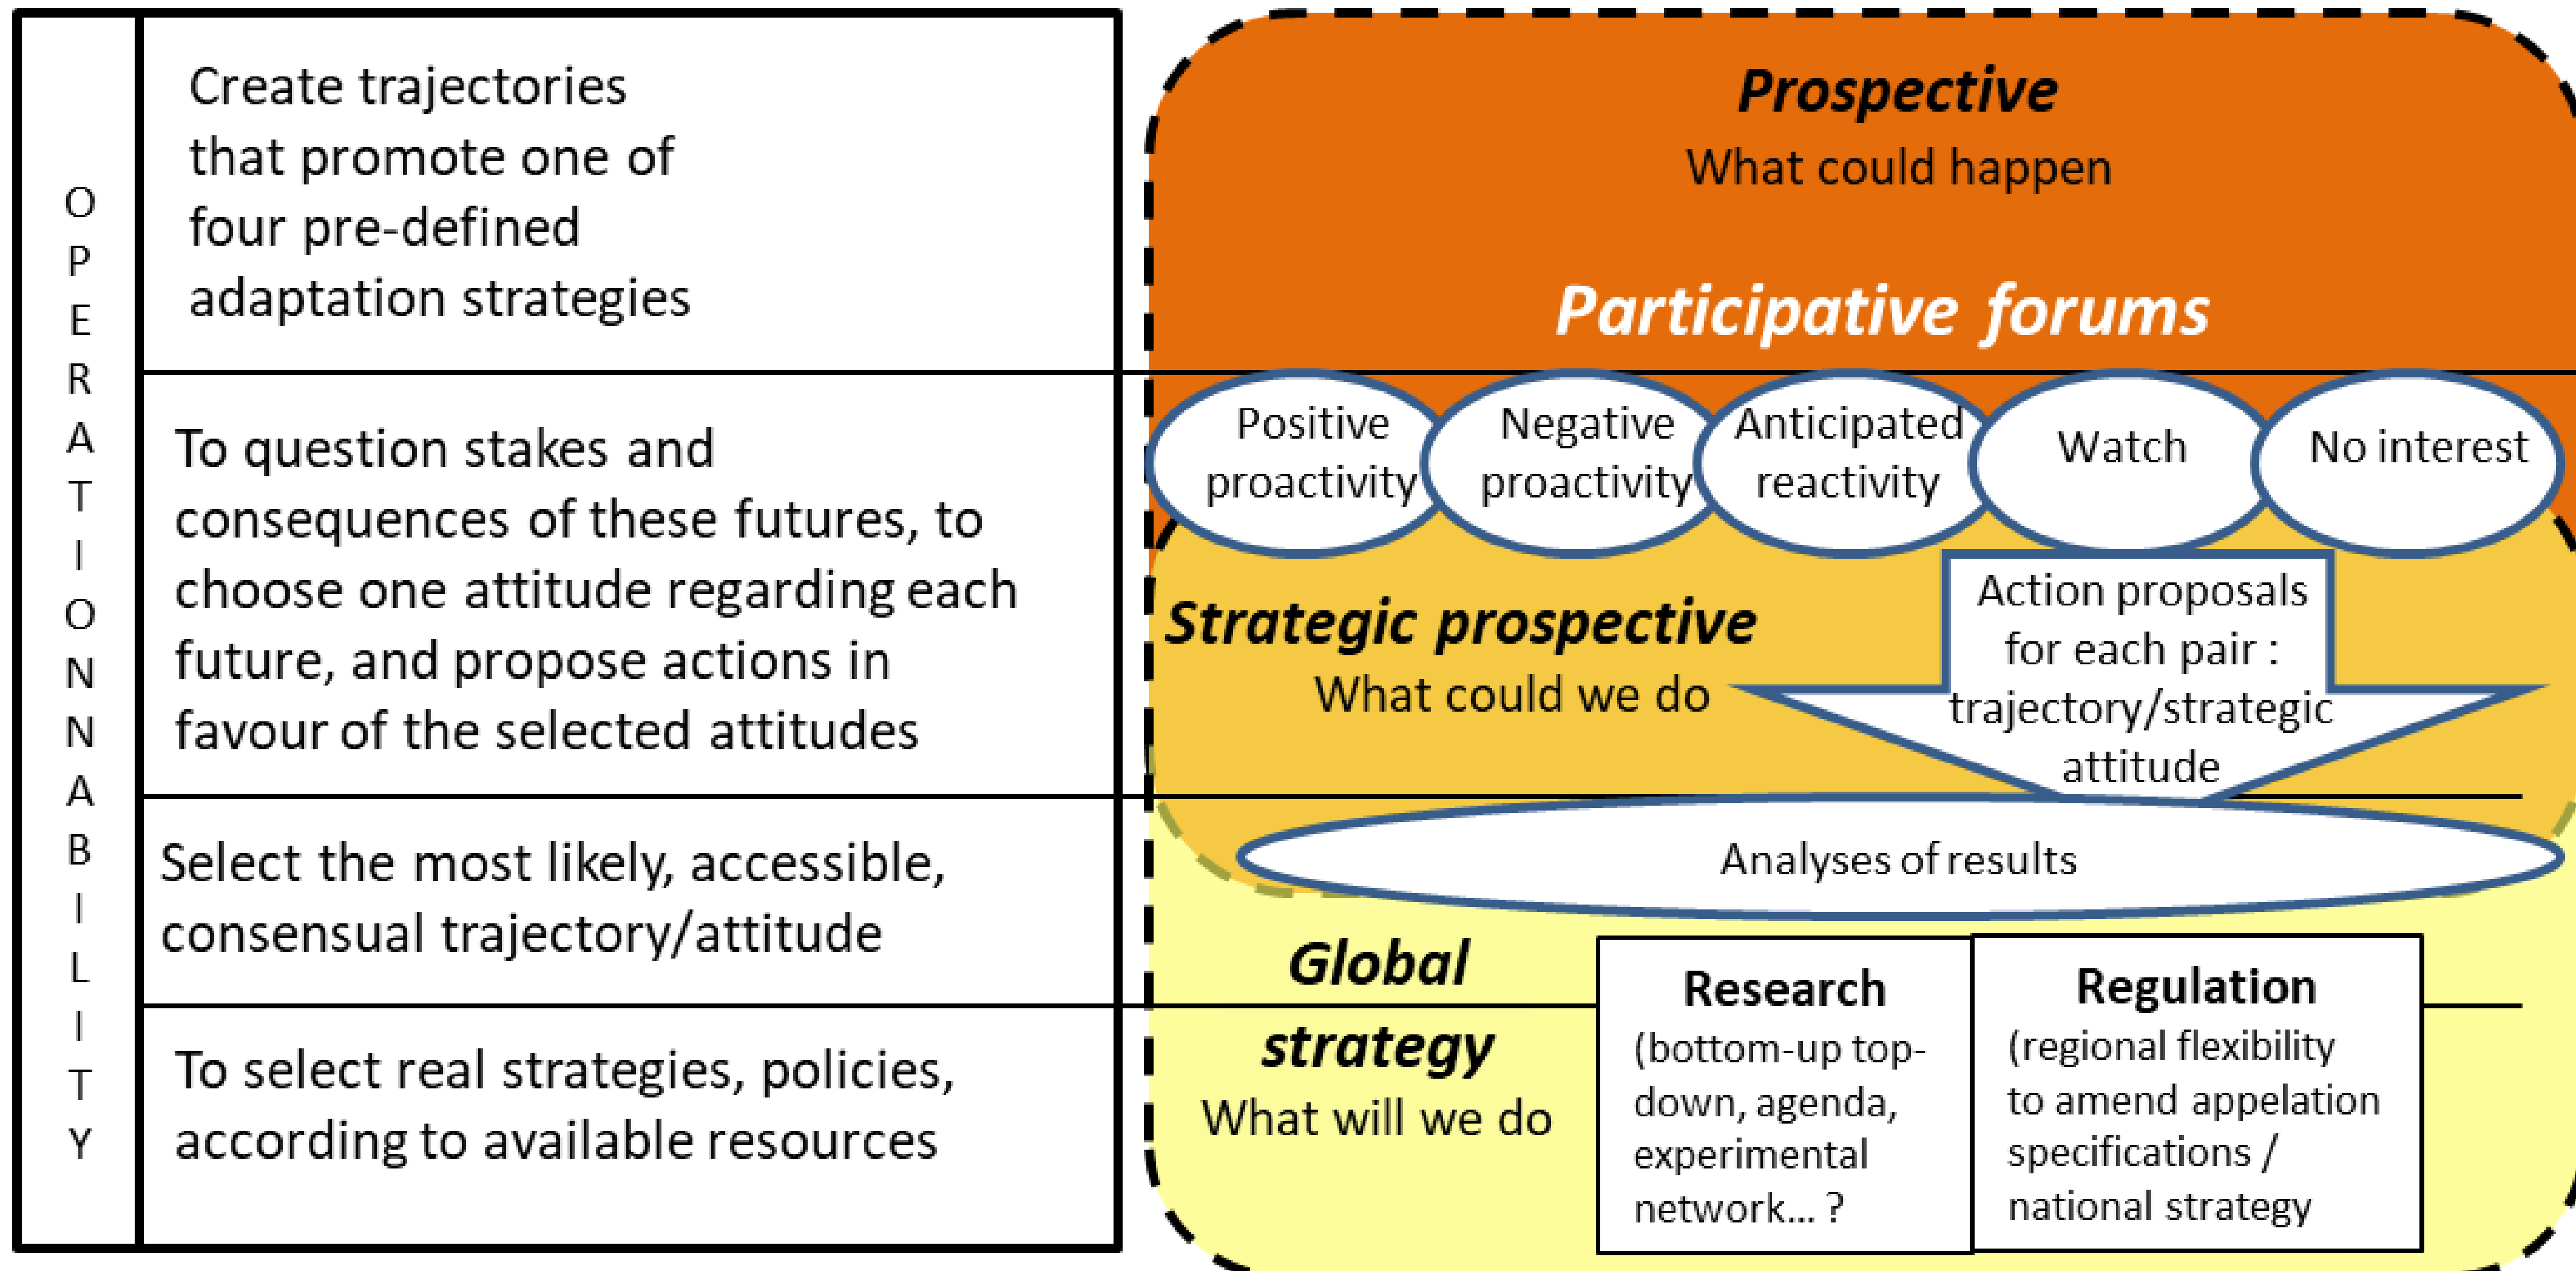 OPERATIONNABILITY
Create trajectories
that promote one of
four pre-defined
adaptation strategies
To question stakes and
consequences of these futures, to
choose one attitude regarding each
future, and propose actions in
favour of the selected attitudes
Select the most likely, accessible,
consensual trajectory/attitude
To select real strategies, policies,
according to available resources
Prospective
What could happen
Participative forums
Positive
proactivity
Negative
proactivity
Anticipated
reactivity
Watch
No interest
Strategic prospective
What could we do
Action proposals
for each pair :
trajectory/strategic
attitude
Analyses of results
Global
strategy
What will we do
Research
(bottom-up top-
down, agenda,
experimental
network... ?
Regulation
(regional flexibility
to amend appelation
specifications /
national strategy